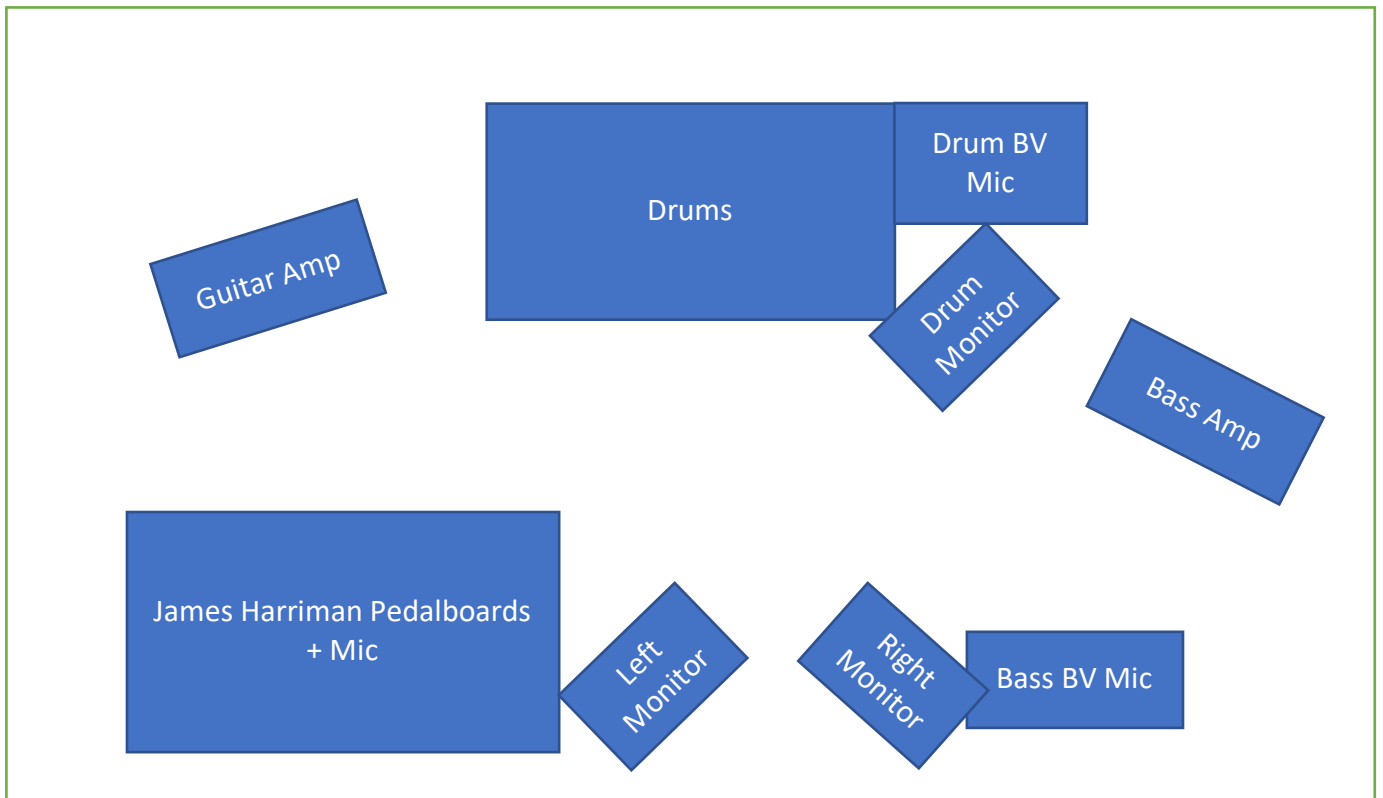 Drum BV
Mic
Drums
Guitar Amp
Drum
Monitor
Bass Amp
James Harriman Pedalboards
+ Mic
Left
Monitor
Right
Monitor
Bass BV Mic